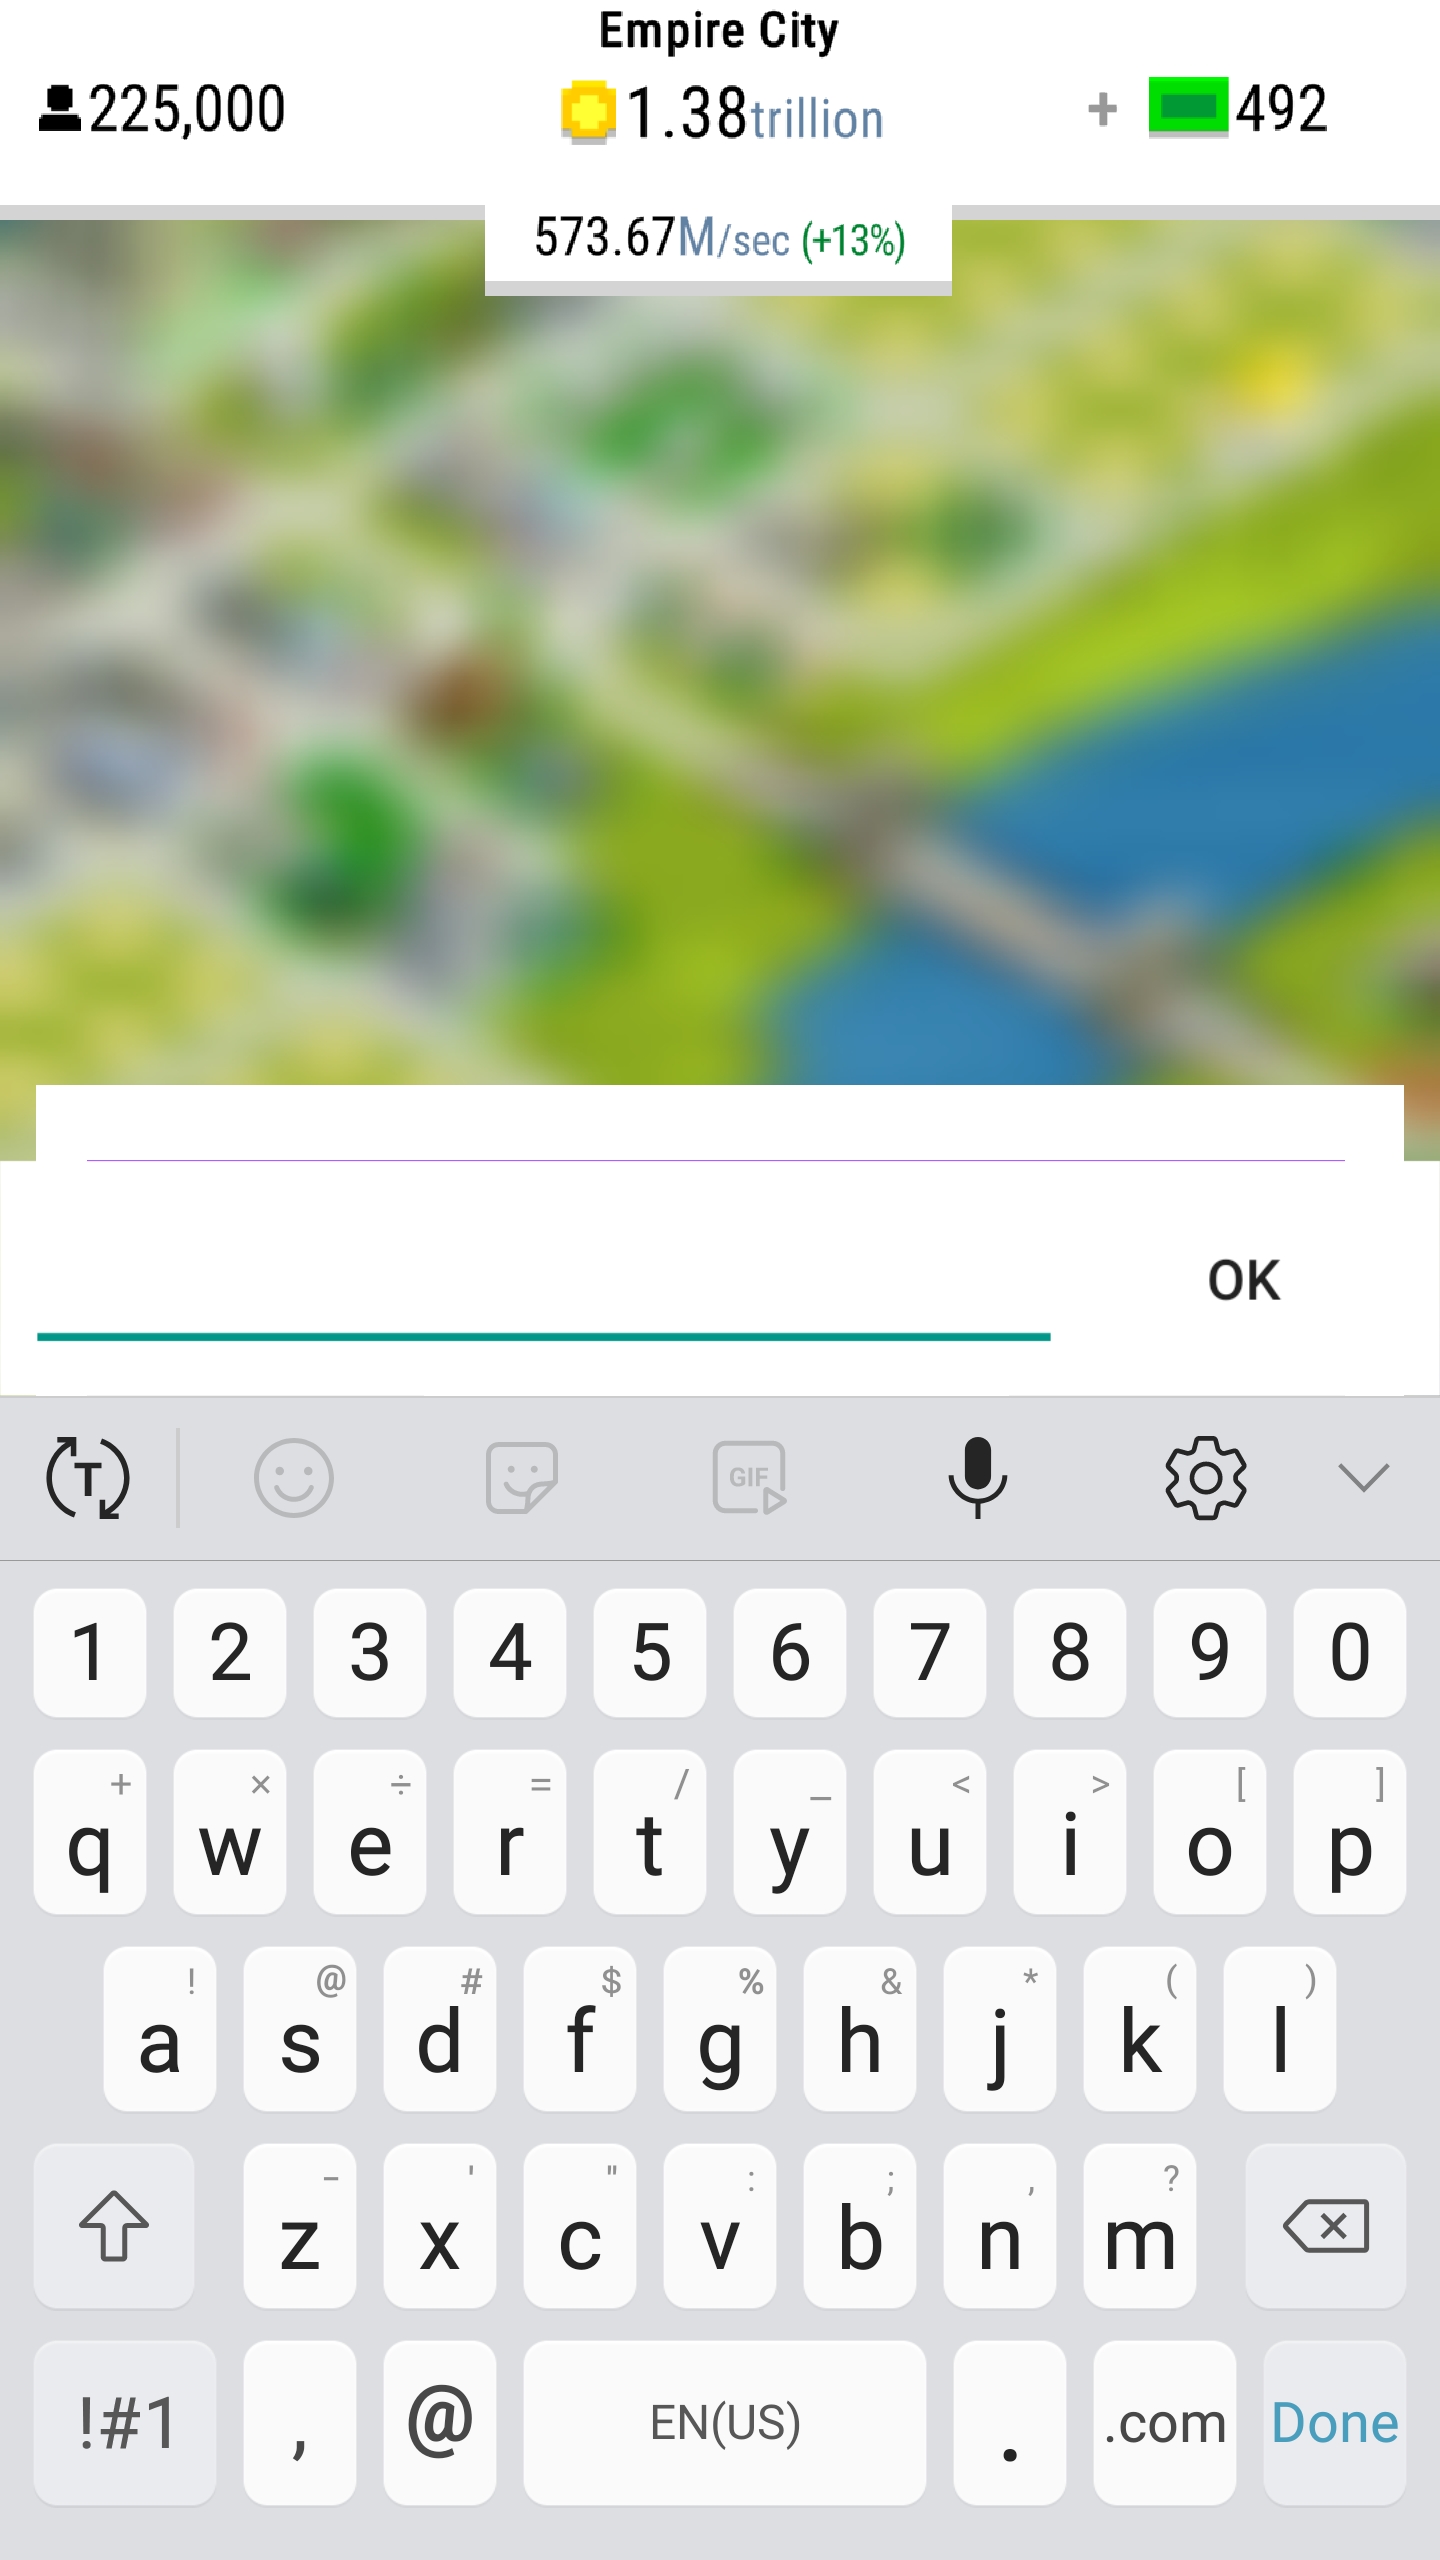 Empire City
225,000 1.38trillion + 492
573.67M/sec (+13%)
OK
T GIF
1 2 3 4 5 6 7 8 9 0
+ × ÷ = / _ < > [ ]
q w e r t y u i o p
! @ # $ % & * ( )
a s d f g h j k l
- ' " : ; , ?
z x c v b n m
!#1 , @ EN(US) . .com Done